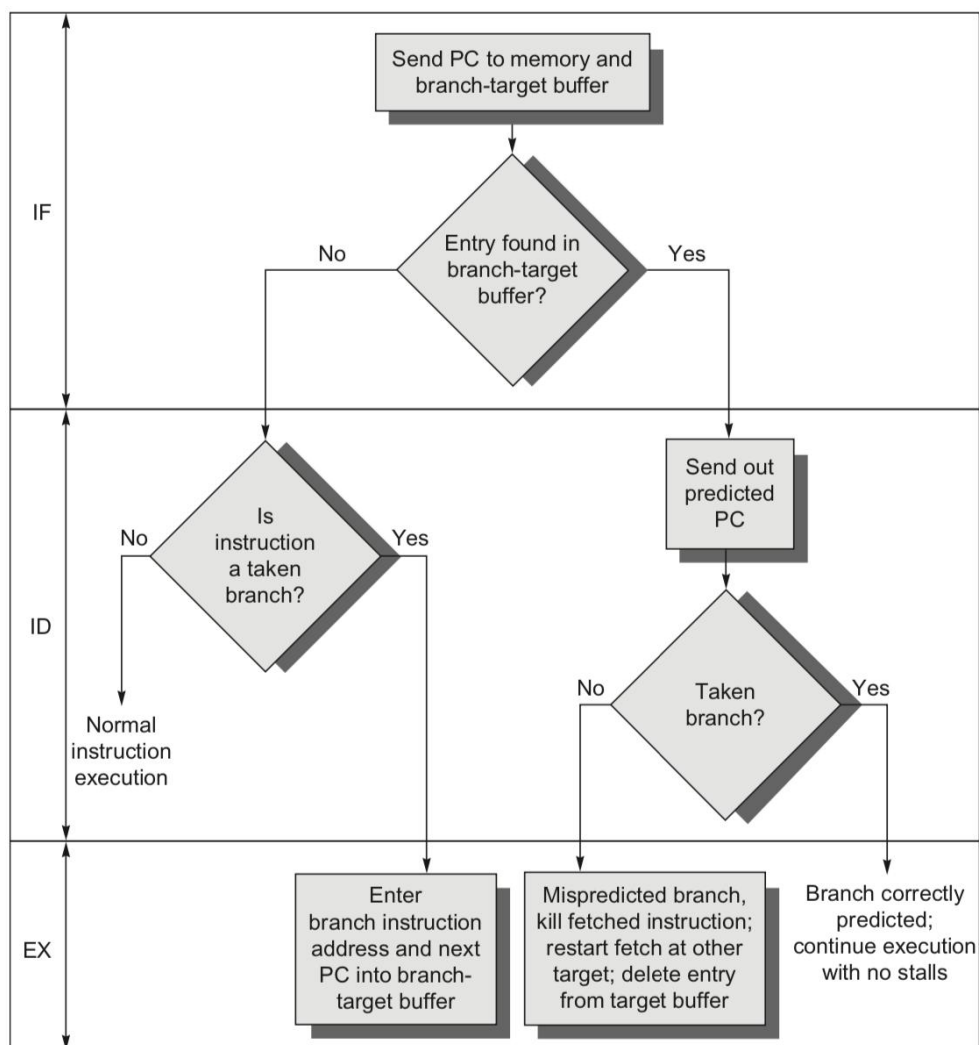 Send PC to memory and
branch-target buffer
IF
No
Entry found in
branch-target
buffer?
Yes
ID
No
Is
instruction
a taken
branch?
Yes
Normal
instruction
execution
Send out
predicted
PC
No
Taken
branch?
Yes
EX
Enter
branch instruction
address and next
PC into branch-
target buffer
Mispredicted branch,
kill fetched instruction;
restart fetch at other
target; delete entry
from target buffer
Branch correctly
predicted;
continue execution
with no stalls